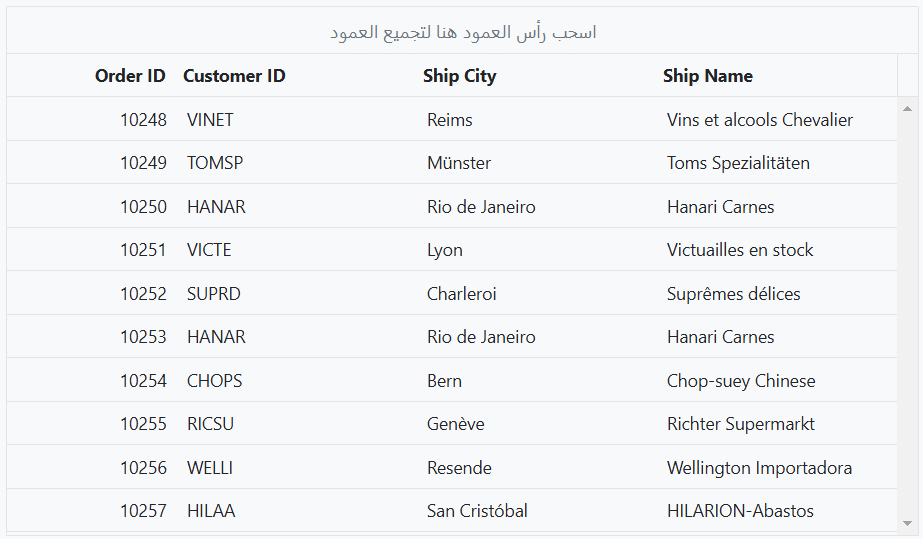 اسحب رأس العمود هنا لتجميع العمود
Order ID Customer ID Ship City Ship Name
10248 VINET Reims Vins et alcools Chevalier
10249 TOMSP Münster Toms Spezialitäten
10250 HANAR Rio de Janeiro Hanari Carnes
10251 VICTE Lyon Victuailles en stock
10252 SUPRD Charleroi Suprêmes délices
10253 HANAR Rio de Janeiro Hanari Carnes
10254 CHOPS Bern Chop-suey Chinese
10255 RICSU Genève Richter Supermarkt
10256 WELLI Resende Wellington Importadora
10257 HILAA San Cristóbal HILARION-Abastos